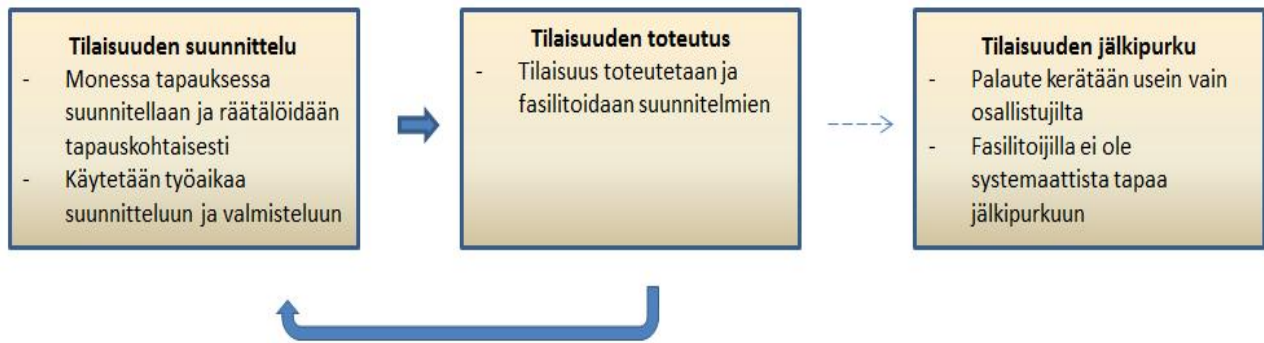 Tilaisuuden suunnittelu
- Monessa tapauksessa
suunnitellaan ja räätälöidään
tapauskohtaisesti
- Käytetään työaikaa
suunnitteluun ja valmisteluun
Tilaisuuden toteutus
- Tilaisuus toteutetaan ja
fasilitoidaan suunnitelmien
Tilaisuuden jälkipurku
- Palaute kerätään usein vain
osallistujilta
- Fasilitoijilla ei ole
systemaattista tapaa
jälkipurkuun